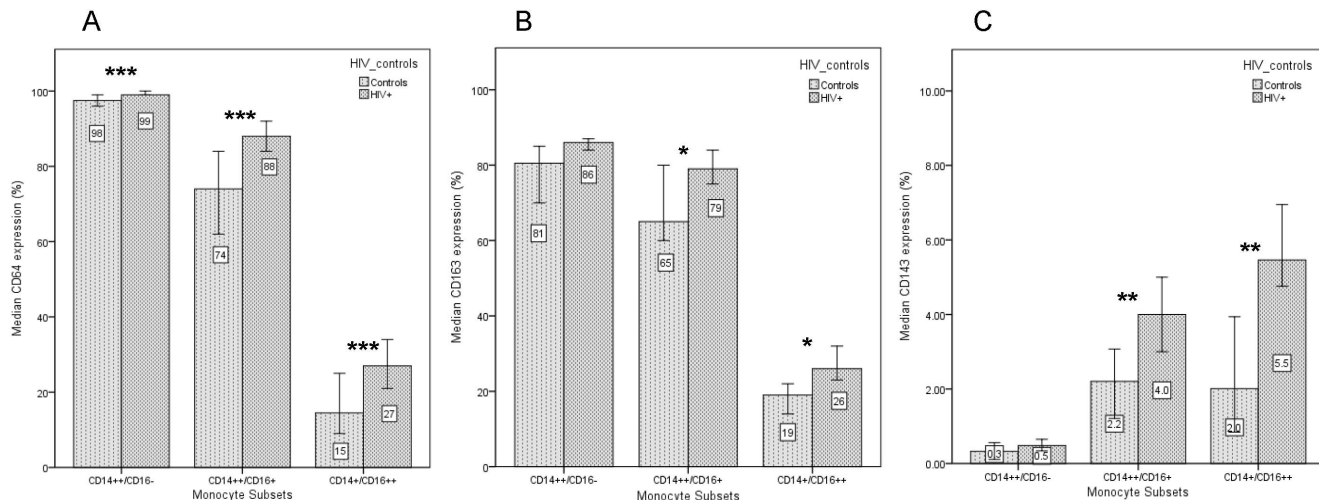 A
HIV_controls
Controls
HIV+
Median CD64 expression (%)
100
80
60
40
20
0
***
***
***
98
99
74
88
15
27
CD14++/CD16-
CD14++/CD16+
CD14+/CD16++
Monocyte Subsets
B
HIV_controls
Controls
HIV+
Median CD163 expression (%)
100
80
60
40
20
0
*
*
81
86
65
79
19
26
CD14++/CD16-
CD14++/CD16+
CD14+/CD16++
Monocyte Subsets
C
HIV_controls
Controls
HIV+
Median CD143 expression (%)
10.00
8.00
6.00
4.00
2.00
0.00
**
**
0.3
0.5
2.2
4.0
2.0
5.5
CD14++/CD16-
CD14++/CD16+
CD14+/CD16++
Monocyte Subsets